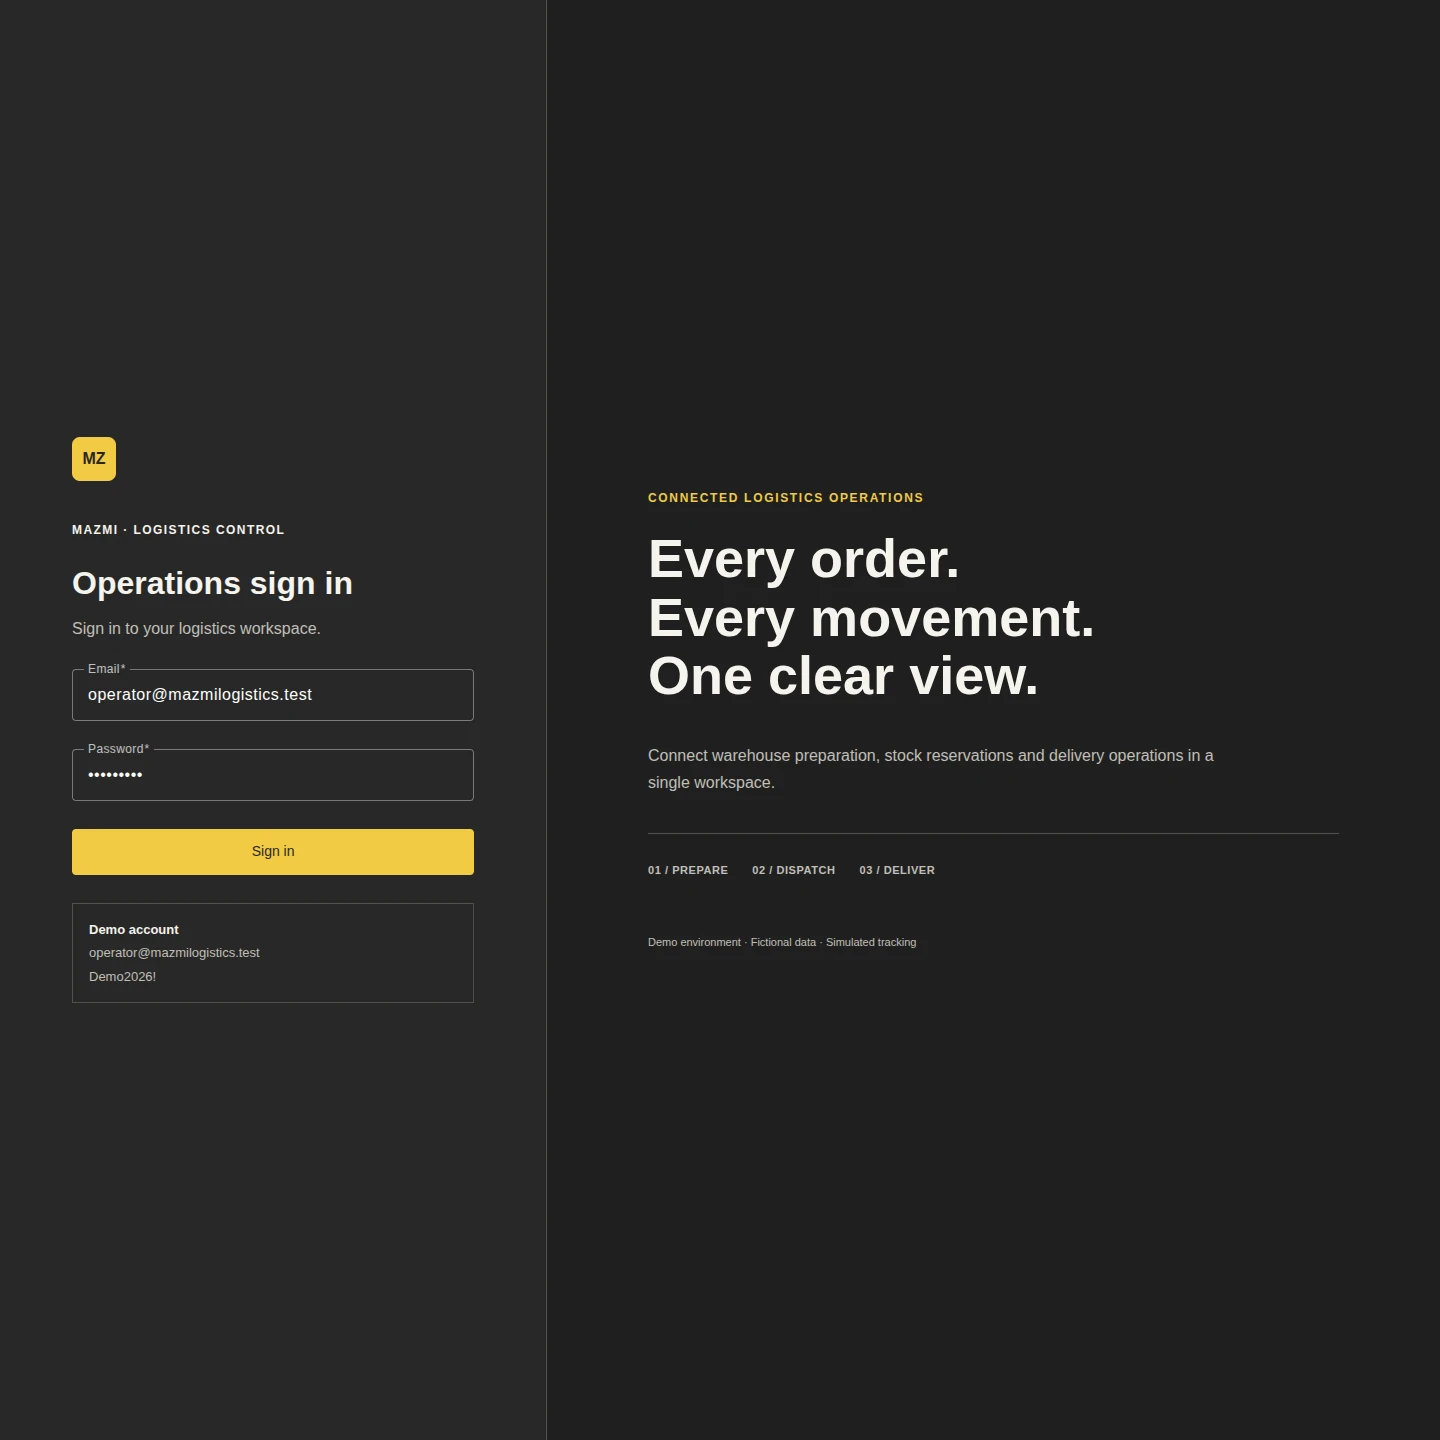 MZ
MAZMI · LOGISTICS CONTROL
Operations sign in
Sign in to your logistics workspace.
Email*
operator@mazmilogistics.test
Password*
•••••••••
Sign in
Demo account
operator@mazmilogistics.test
Demo2026!
CONNECTED LOGISTICS OPERATIONS
Every order.
Every movement.
One clear view.
Connect warehouse preparation, stock reservations and delivery operations in a
single workspace.
01 / PREPARE 02 / DISPATCH 03 / DELIVER
Demo environment · Fictional data · Simulated tracking